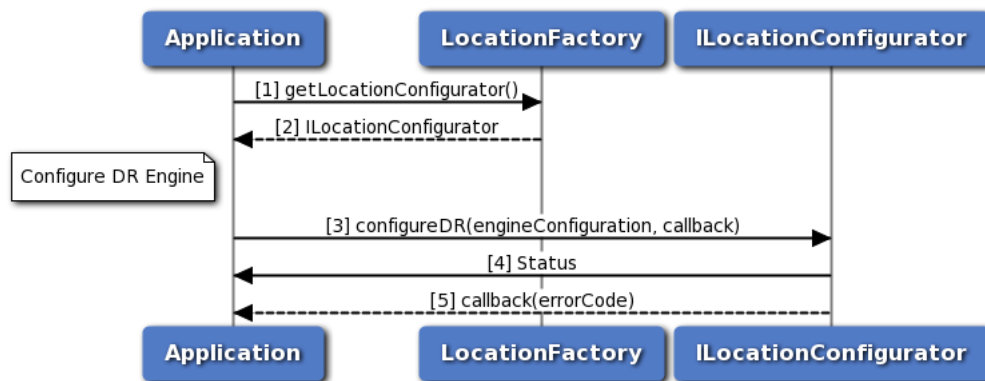 Application
LocationFactory
ILocationConfigurator
[1] getLocationConfigurator()
[2] ILocationConfigurator
Configure DR Engine
[3] configureDR(engineConfiguration, callback)
[4] Status
[5] callback(errorCode)
Application
LocationFactory
ILocationConfigurator